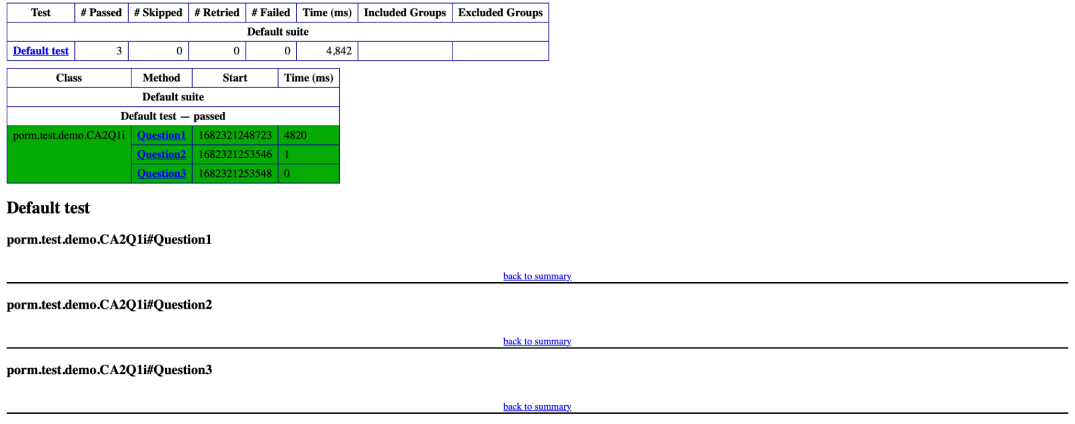 Test # Passed # Skipped # Retried # Failed Time (ms) Included Groups Excluded Groups
Default suite
Default test 3 0 0 0 4,842
Class Method Start Time (ms)
Default suite
Default test — passed
porm.test.demo.CA2Q1i Question1 1682321248723 4820
Question2 1682321253546 1
Question3 1682321253548 0
Default test
porm.test.demo.CA2Q1i#Question1
back to summary
porm.test.demo.CA2Q1i#Question2
back to summary
porm.test.demo.CA2Q1i#Question3
back to summary